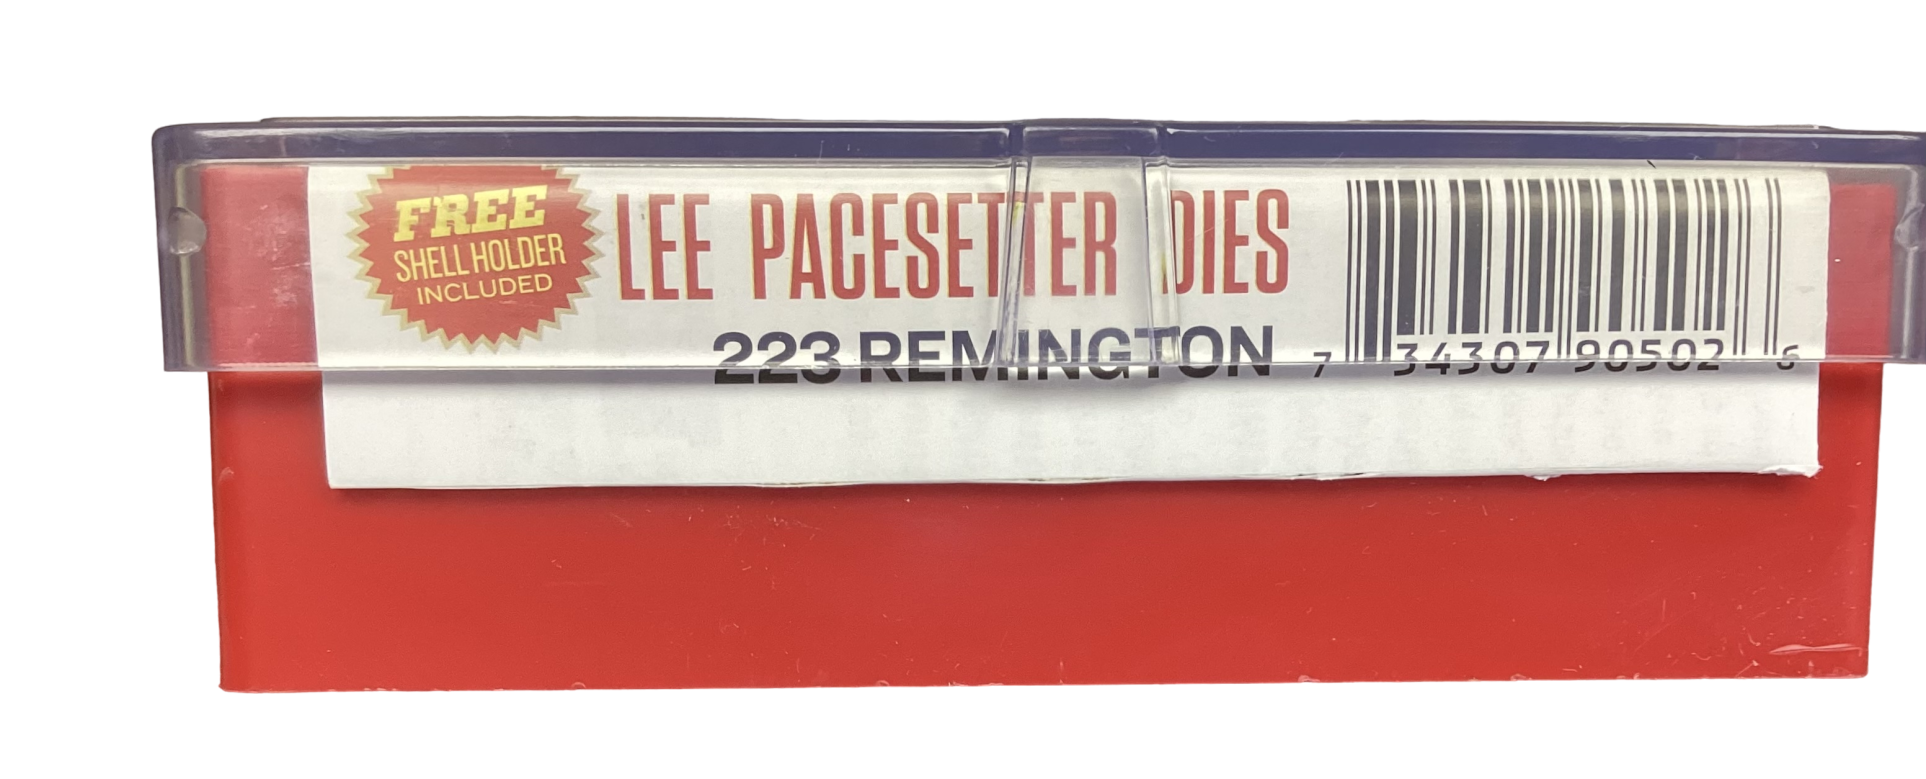 FREE
SHELL HOLDER
INCLUDED
LEE PACESETTER DIES
223 REMINGTON
7 34307 90502 6